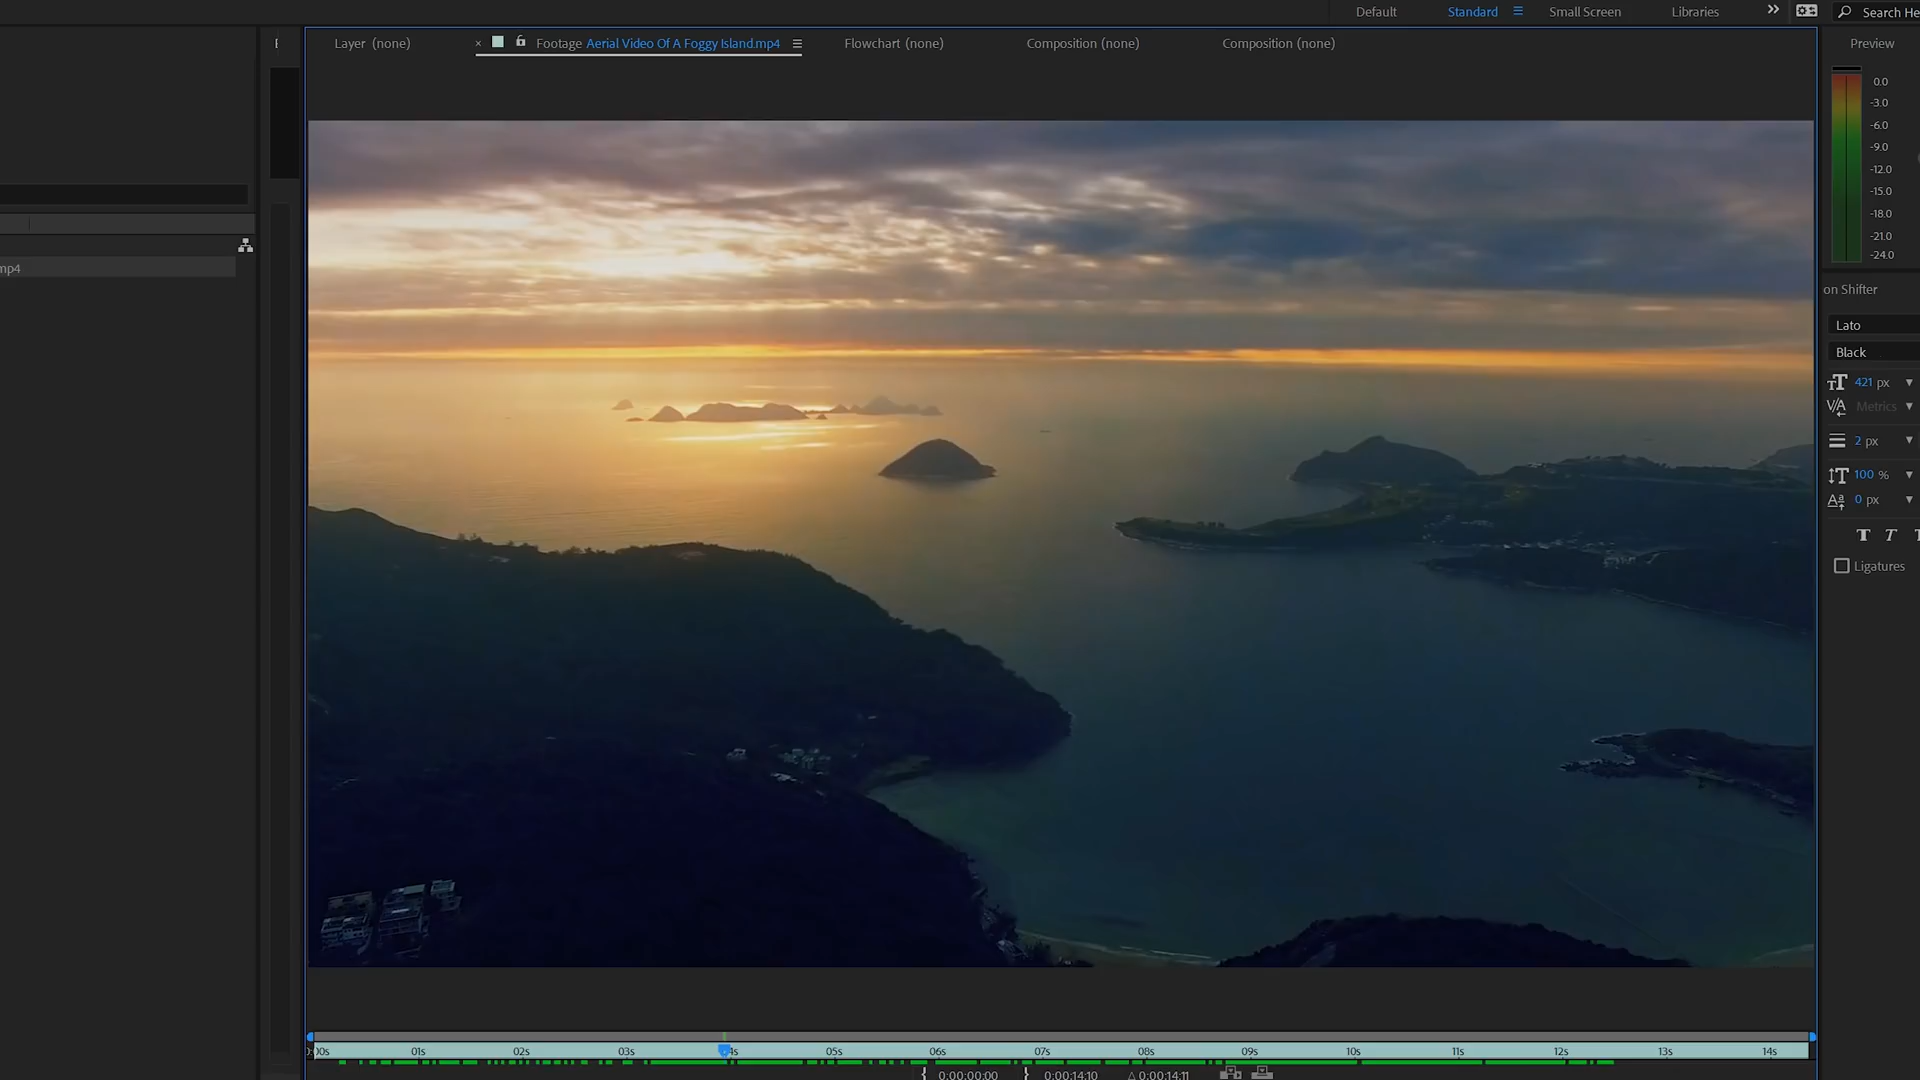 Default Standard Small Screen Libraries Search He
Layer (none) × Footage Aerial Video Of A Foggy Island.mp4 Flowchart (none) Composition (none) Composition (none) Preview
0.0
-3.0
-6.0
-9.0
-12.0
-15.0
-18.0
-21.0
-24.0
mp4
on Shifter
Lato
Black
421 px
Metrics
2 px
100 %
0 px
T T T
Ligatures
00s 01s 02s 03s 4s 05s 06s 07s 08s 09s 10s 11s 12s 13s 14s
{ 0:00:00:00 } 0:00:14:10 Δ 0:00:14:11